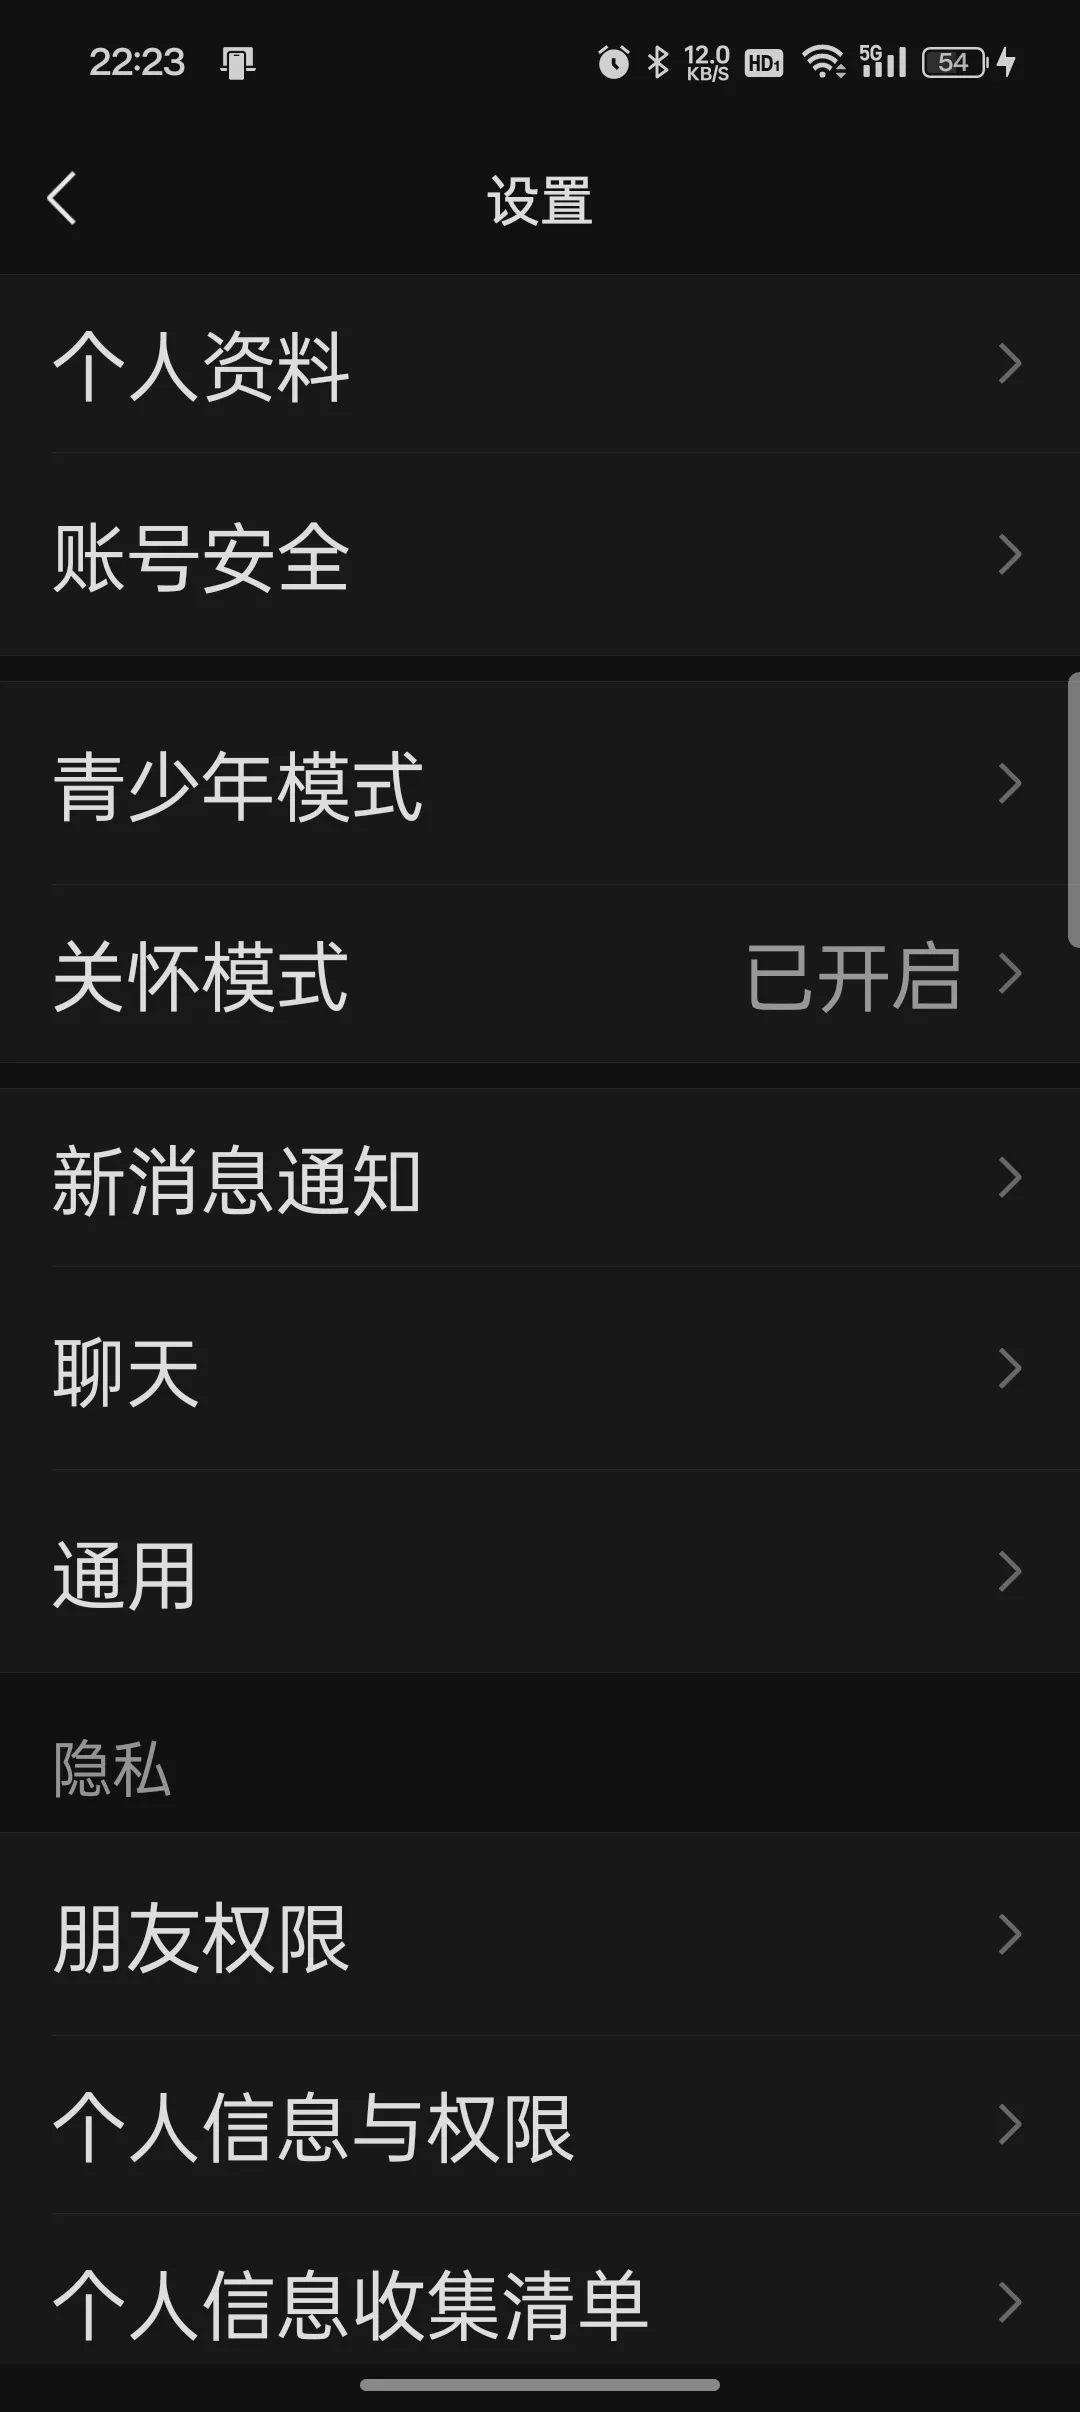 22:23
12.0 KB/S HD1 5G 54
设置
个人资料
账号安全
青少年模式
关怀模式 已开启
新消息通知
聊天
通用
隐私
朋友权限
个人信息与权限
个人信息收集清单